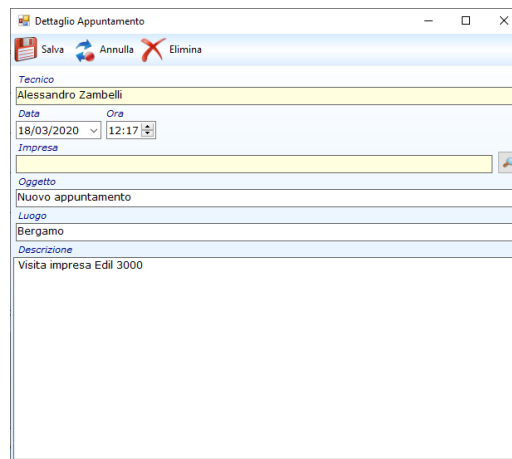 Dettaglio Appuntamento
Salva Annulla Elimina
Tecnico
Alessandro Zambelli
Data Ora
18/03/2020 12:17
Impresa
Oggetto
Nuovo appuntamento
Luogo
Bergamo
Descrizione
Visita impresa Edil 3000